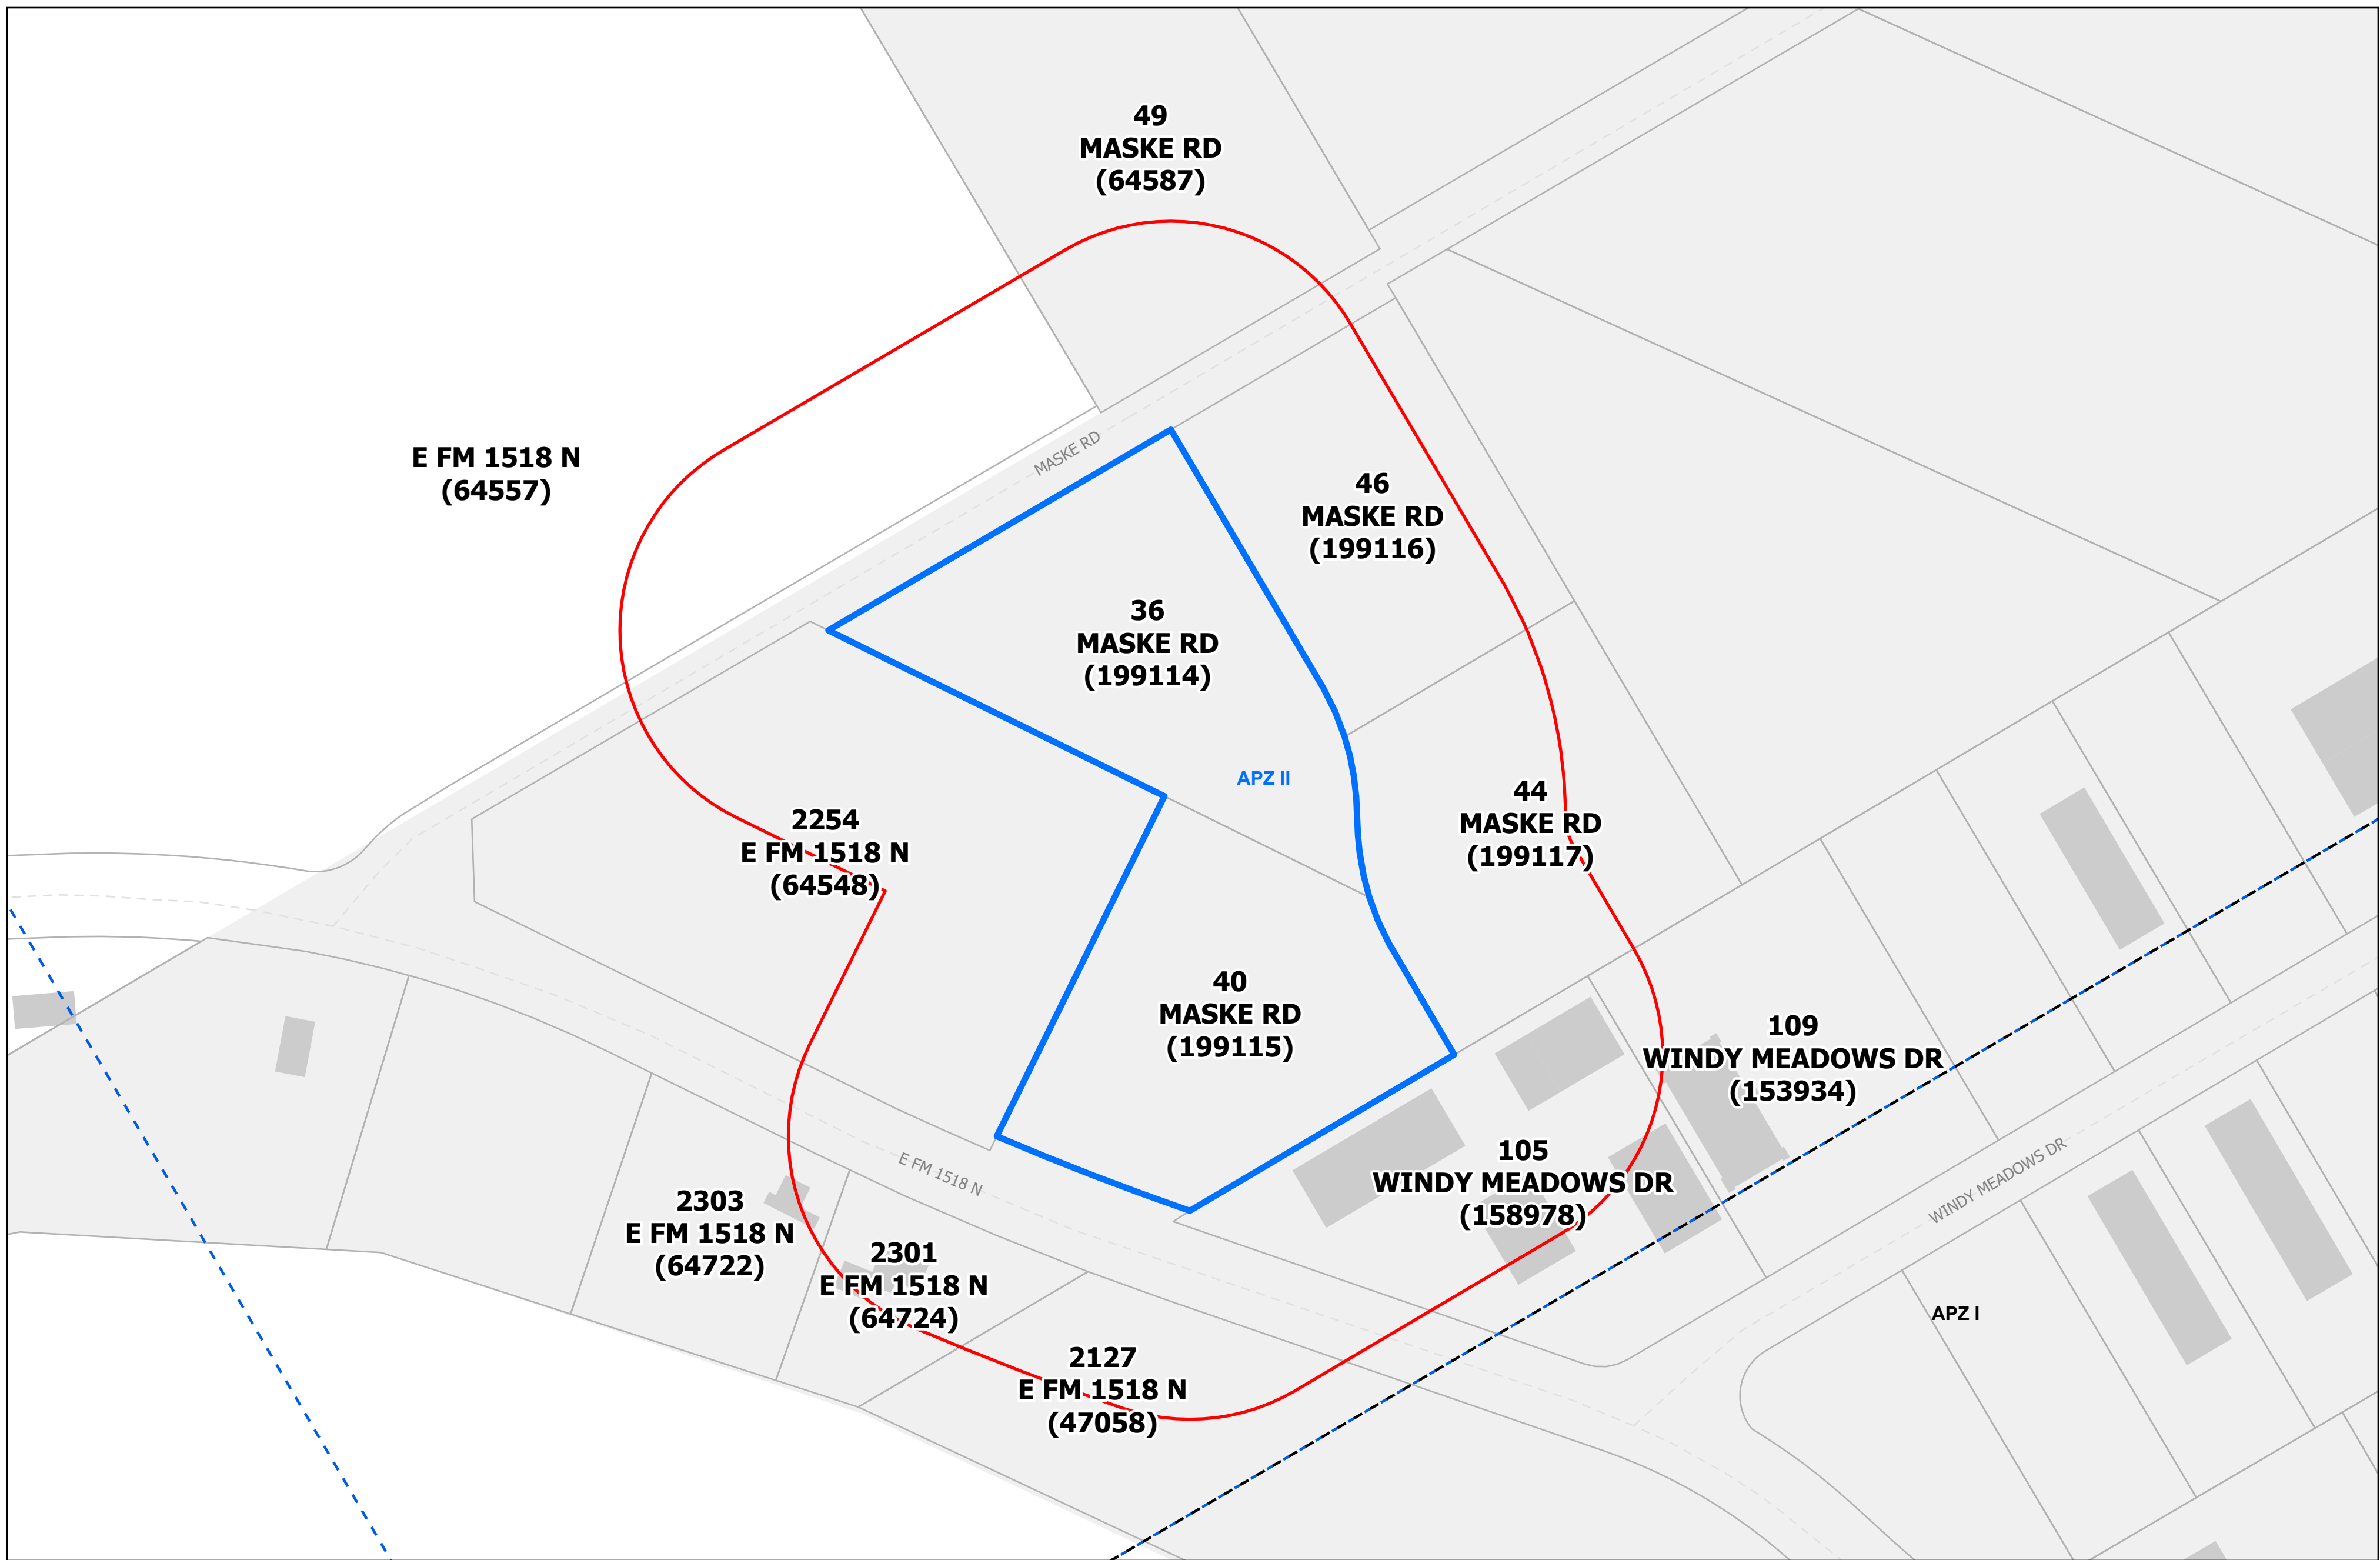 49
MASKE RD
(64587)
MASKE RD
E FM 1518 N
(64557)
46
MASKE RD
(199116)
36
MASKE RD
(199114)
APZ II
44
MASKE RD
(199117)
2254
E FM 1518 N
(64548)
40
MASKE RD
(199115)
109
WINDY MEADOWS DR
(153934)
105
WINDY MEADOWS DR
(158978)
E FM 1518 N
WINDY MEADOWS DR
2303
E FM 1518 N
(64722)
2301
E FM 1518 N
(64724)
APZ I
2127
E FM 1518 N
(47058)